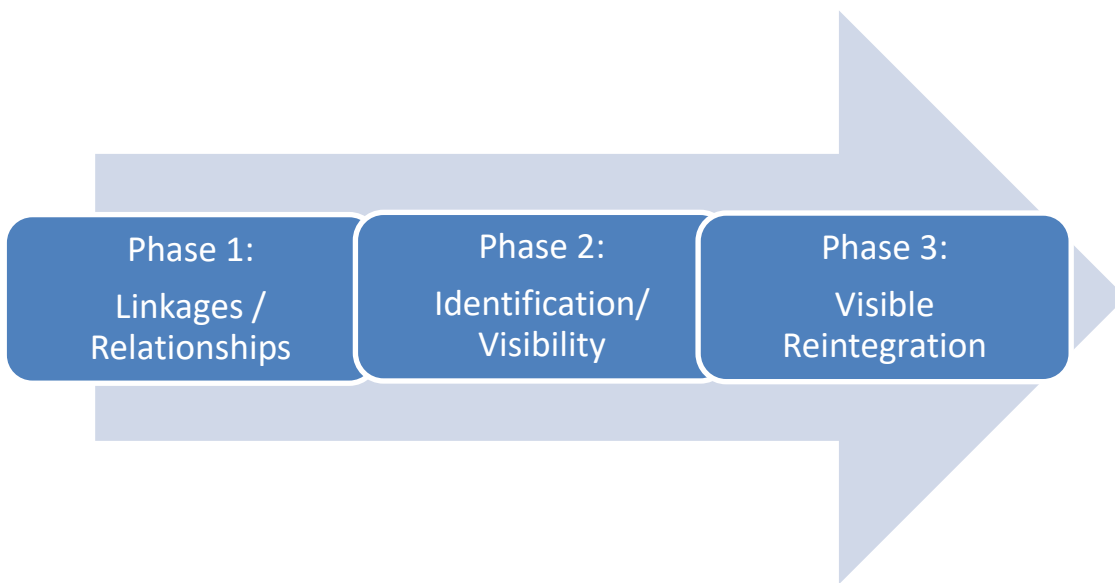 Phase 1:
Linkages /
Relationships
Phase 2:
Identification/
Visibility
Phase 3:
Visible
Reintegration